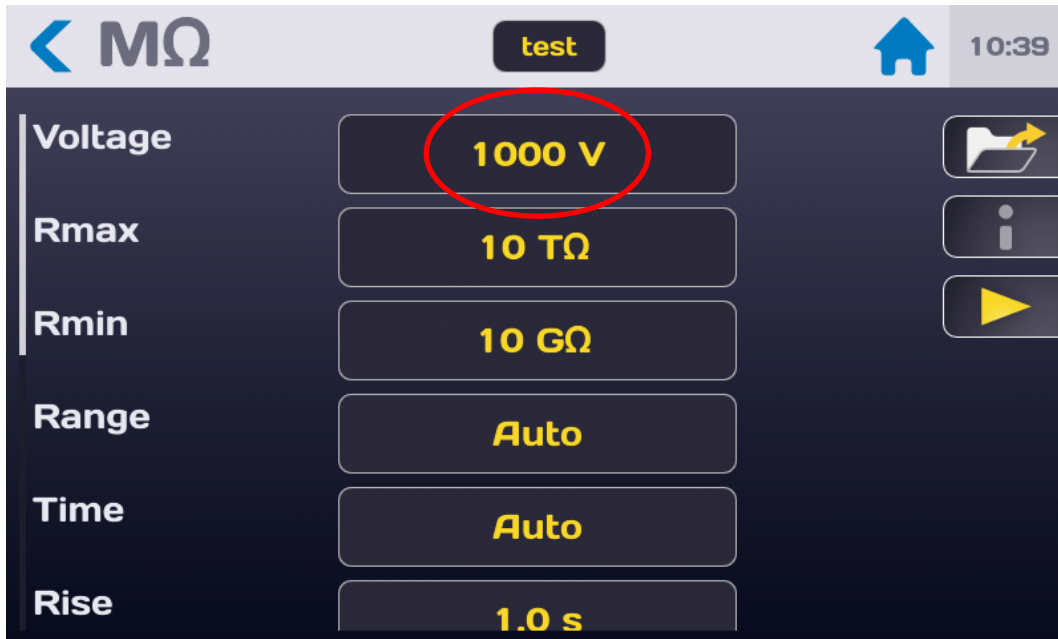 MΩ test 10:39
Voltage 1000 V
Rmax 10 TΩ
Rmin 10 GΩ
Range Auto
Time Auto
Rise 1.0 s